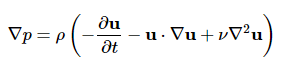 ∇p = ρ ( −∂u/∂t − u · ∇u + ν∇²u )